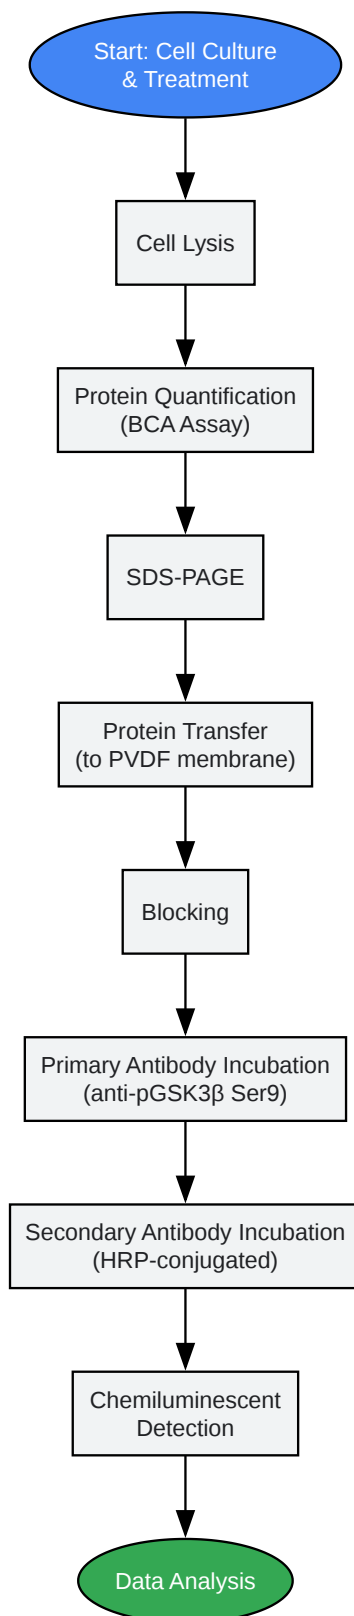 Start: Cell Culture
& Treatment
Cell Lysis
Protein Quantification
(BCA Assay)
SDS-PAGE
Protein Transfer
(to PVDF membrane)
Blocking
Primary Antibody Incubation
(anti-pGSK3β Ser9)
Secondary Antibody Incubation
(HRP-conjugated)
Chemiluminescent
Detection
Data Analysis